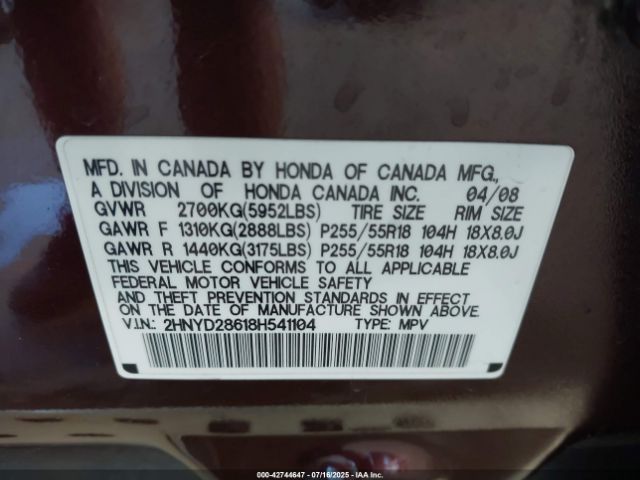 MFD. IN CANADA BY HONDA OF CANADA MFG.,
A DIVISION OF HONDA CANADA INC. 04/08
GVWR 2700KG(5952LBS) TIRE SIZE RIM SIZE
GAWR F 1310KG(2888LBS) P255/55R18 104H 18X8.0J
GAWR R 1440KG(3175LBS) P255/55R18 104H 18X8.0J
THIS VEHICLE CONFORMS TO ALL APPLICABLE
FEDERAL MOTOR VEHICLE SAFETY
AND THEFT PREVENTION STANDARDS IN EFFECT
ON THE DATE OF MANUFACTURE SHOWN ABOVE.
V.I.N.: 2HNYD28618H541104 TYPE: MPV
000-42744647 - 07/16/2025 - IAA Inc.